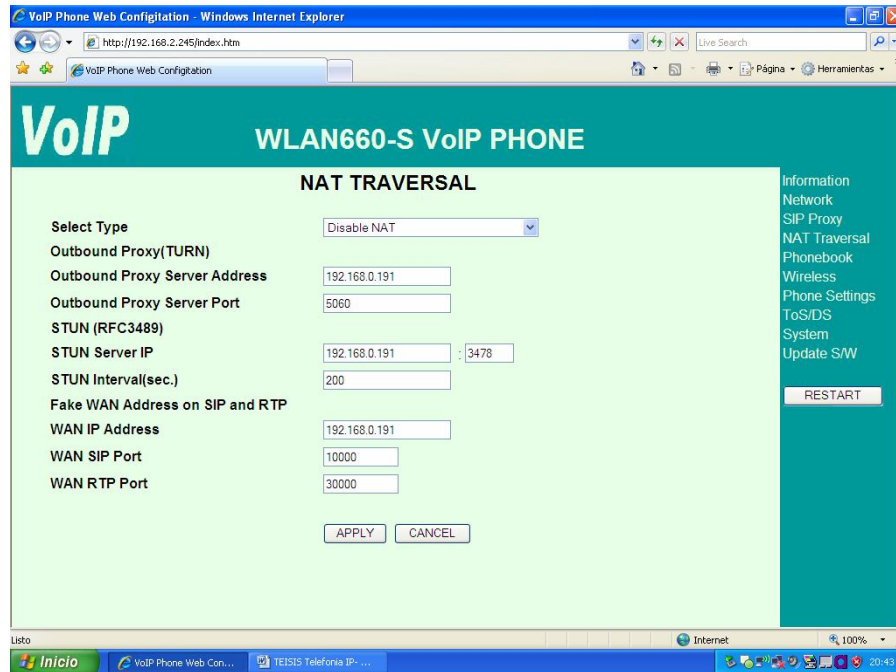 VoIP Phone Web Configitation - Windows Internet Explorer
http://192.168.2.245/index.htm
Live Search
VoIP Phone Web Configitation
Página
Herramientas
VoIP
WLAN660-S VoIP PHONE
NAT TRAVERSAL
Select Type
Disable NAT
Outbound Proxy(TURN)
Outbound Proxy Server Address
192.168.0.191
Outbound Proxy Server Port
5060
STUN (RFC3489)
STUN Server IP
192.168.0.191 : 3478
STUN Interval(sec.)
200
Fake WAN Address on SIP and RTP
WAN IP Address
192.168.0.191
WAN SIP Port
10000
WAN RTP Port
30000
APPLY
CANCEL
Information
Network
SIP Proxy
NAT Traversal
Phonebook
Wireless
Phone Settings
ToS/DS
System
Update S/W
RESTART
Listo
Internet
100%
Inicio
VoIP Phone Web Con...
TEISIS Telefonia IP- ...
20:43